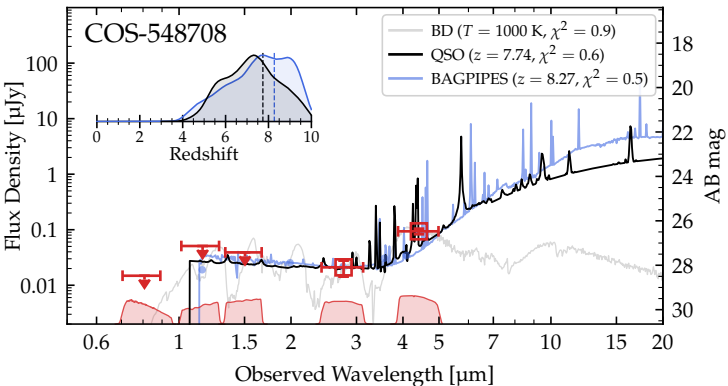 COS-548708
BD (T = 1000 K, χ² = 0.9)
QSO (z = 7.74, χ² = 0.6)
BAGPIPES (z = 8.27, χ² = 0.5)
0 2 4 6 8 10
Redshift
100
10
1
0.1
0.01
Flux Density [μJy]
18
20
22
24
26
28
30
AB mag
0.6 1 1.5 2 3 4 5 7 10 15 20
Observed Wavelength [μm]